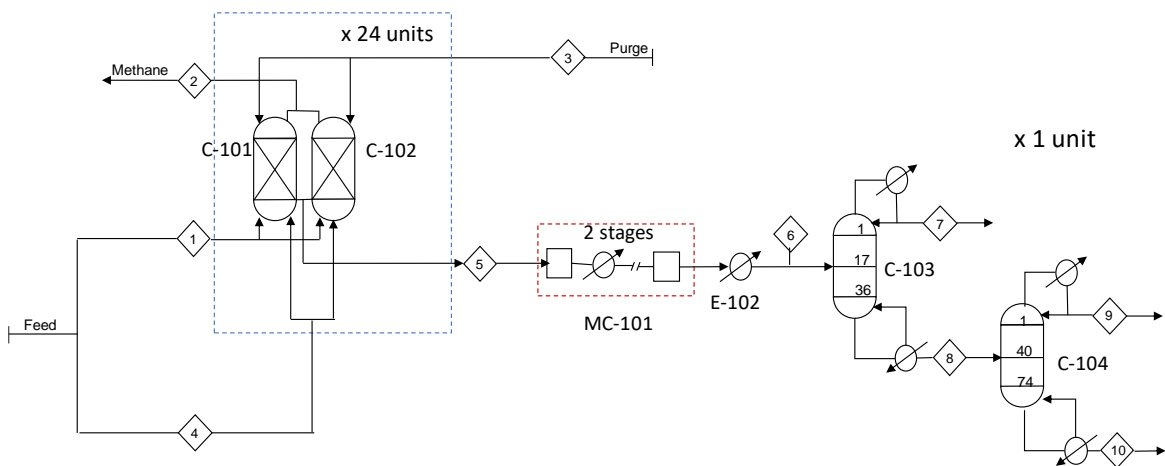 x 24 units
3
Purge
Methane
2
C-101
C-102
x 1 unit
1
5
2 stages
MC-101
E-102
6
1
17
36
C-103
7
Feed
8
1
40
74
C-104
9
4
10